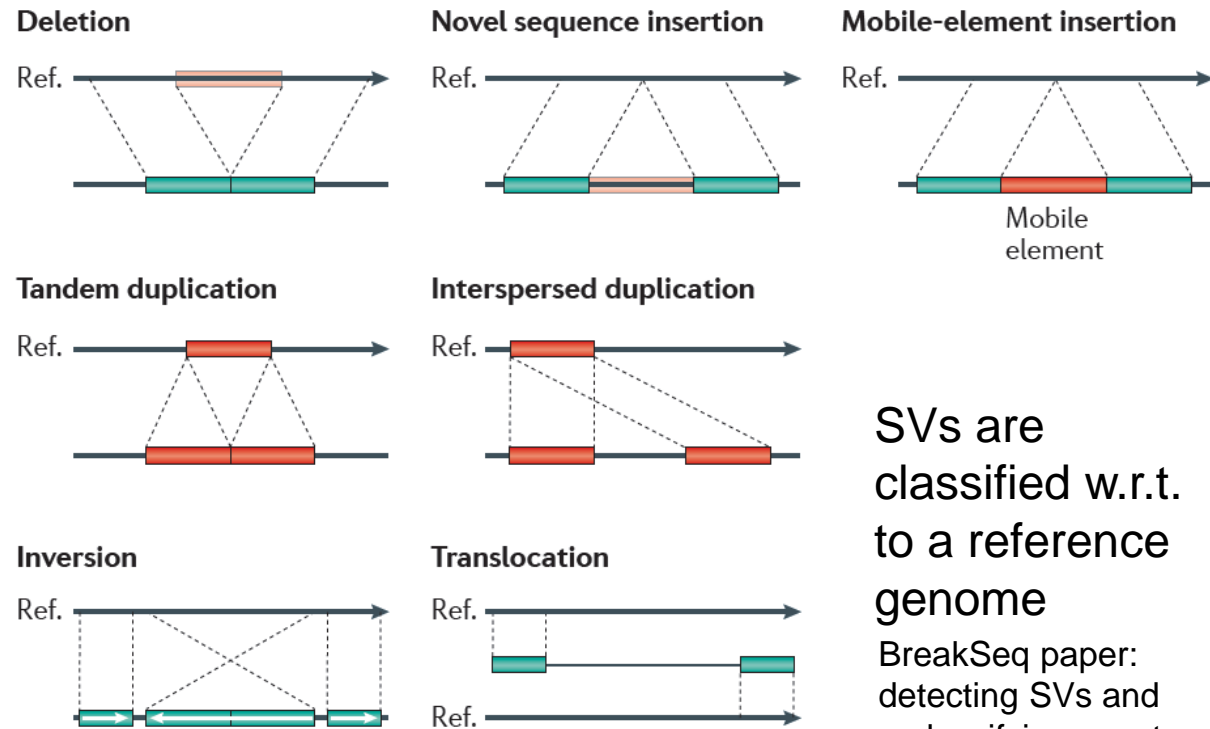 Deletion
Novel sequence insertion
Mobile-element insertion
Ref.
Ref.
Ref.
Mobile
element
Tandem duplication
Interspersed duplication
Ref.
Ref.
SVs are
classified w.r.t.
to a reference
genome
BreakSeq paper:
detecting SVs and
Inversion
Translocation
Ref.
Ref.
Ref.